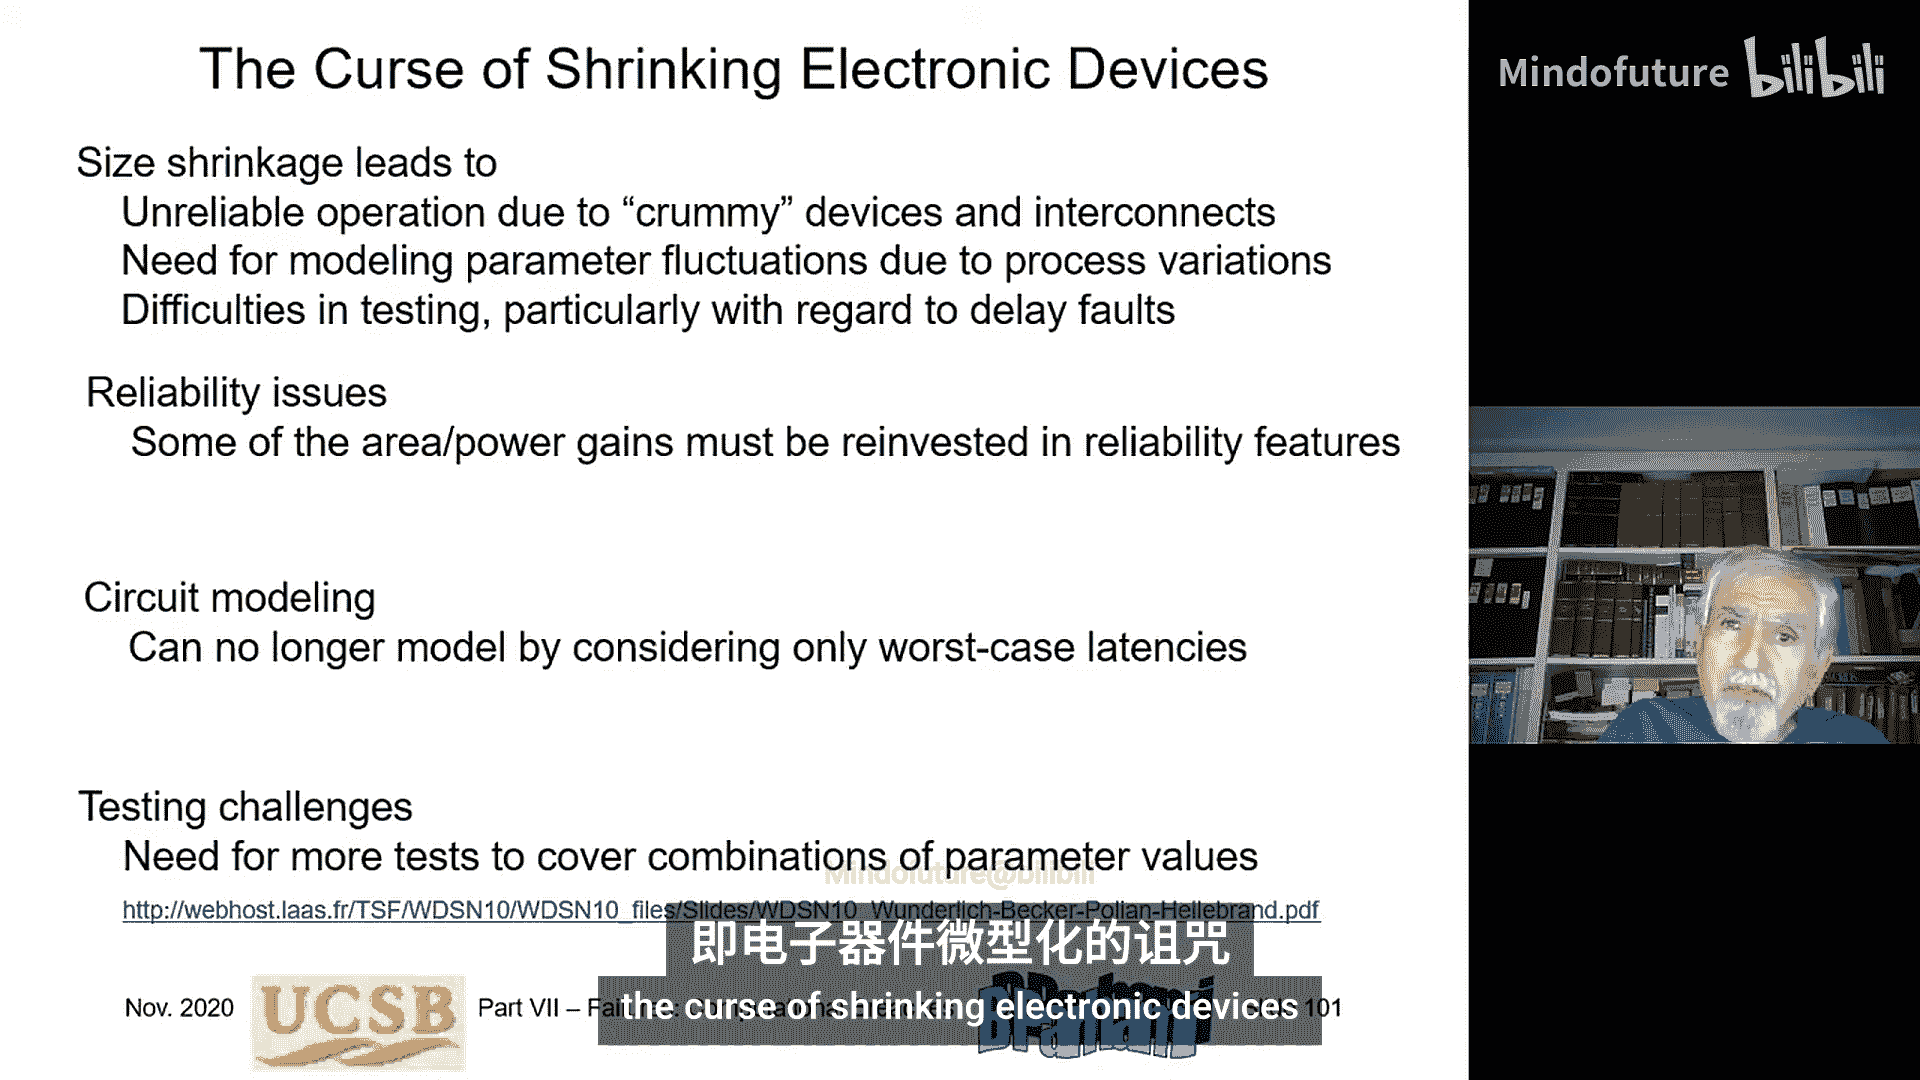 The Curse of Shrinking Electronic Devices
Mindofuture bilibili
Size shrinkage leads to
Unreliable operation due to “crummy” devices and interconnects
Need for modeling parameter fluctuations due to process variations
Difficulties in testing, particularly with regard to delay faults
Reliability issues
Some of the area/power gains must be reinvested in reliability features
Circuit modeling
Can no longer model by considering only worst-case latencies
Testing challenges
Need for more tests to cover combinations of parameter values
Mindofuture@bilibili
http://webhost.laas.fr/TSF/WDSN10/WDSN10_files/Slides/WDSN10_Wunderlich-Becker-Polian-Hellebrand.pdf
即电子器件微型化的诅咒
the curse of shrinking electronic devices
Nov. 2020
UCSB
Part VII –
BParhami
101